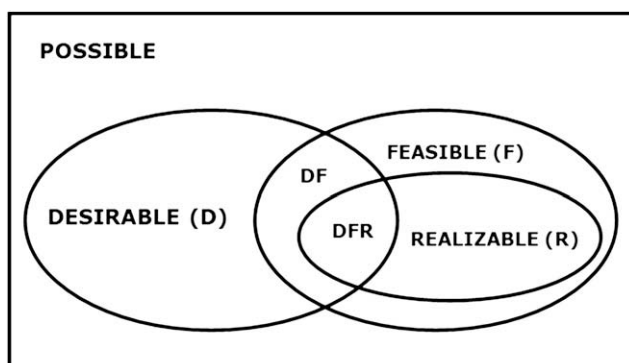 POSSIBLE
FEASIBLE (F)
DF
DESIRABLE (D)
DFR
REALIZABLE (R)